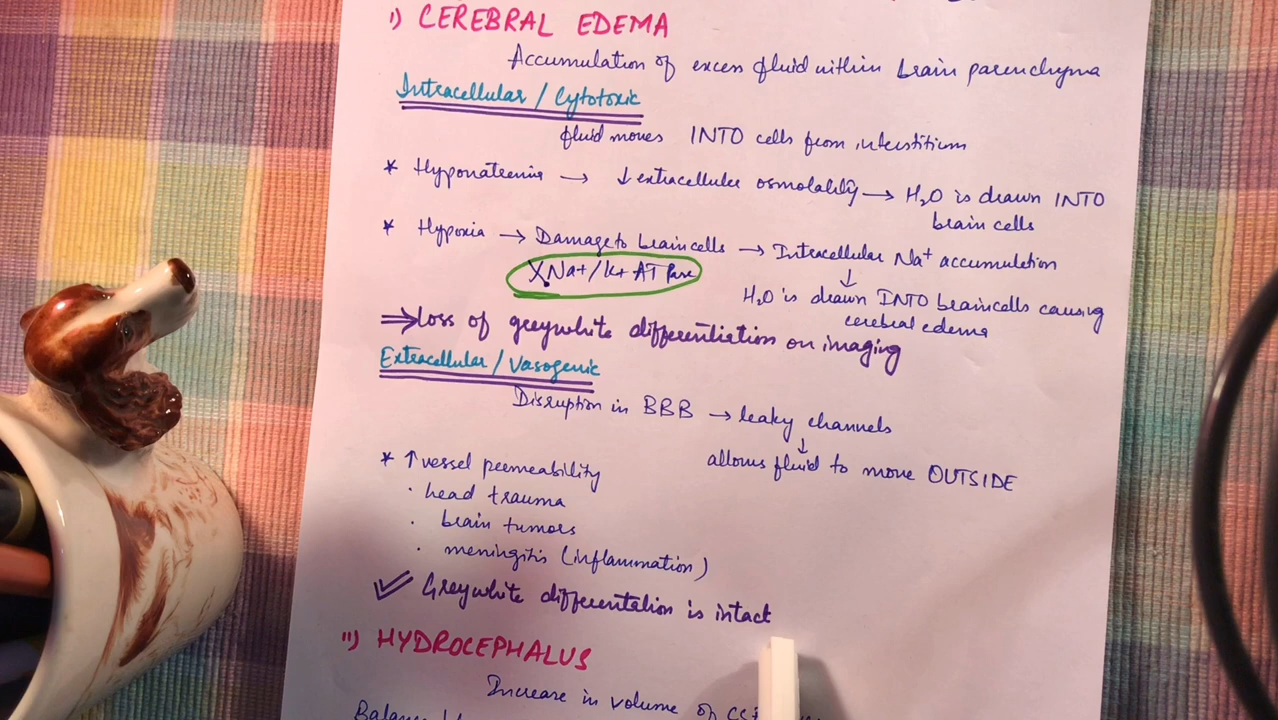 i) CEREBRAL EDEMA
Accumulation of excess fluid within brain parenchyma
Intracellular / Cytotoxic
fluid moves INTO cells from interstitium
* Hyponatremia → ↓ extracellular osmolality → H₂O is drawn INTO
brain cells
* Hypoxia → Damage to brain cells → Intracellular Na⁺ accumulation
X Na+/K+ ATPase
↓
H₂O is drawn INTO brain cells causing
cerebral edema
⇒ Loss of grey white differentiation on imaging
Extracellular / Vasogenic
Disruption in BBB → leaky channels
↓
allows fluid to move OUTSIDE
* ↑ vessel permeability
· head trauma
· brain tumors
· meningitis (inflammation)
✓ Grey white differentation is intact
ii) HYDROCEPHALUS
Increase in volume of CSF